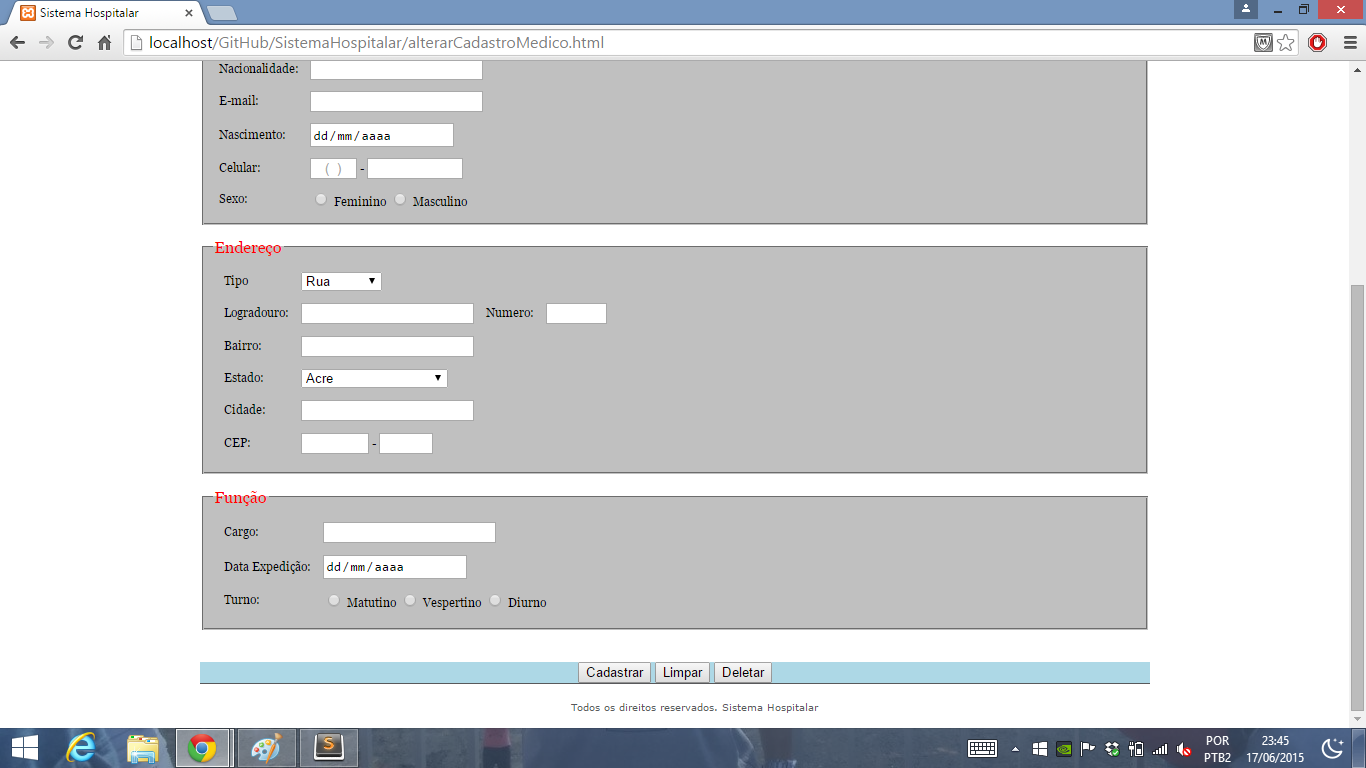 Sistema Hospitalar
localhost/GitHub/SistemaHospitalar/alterarCadastroMedico.html
Nacionalidade:
E-mail:
Nascimento: dd/mm/aaaa
Celular: ( ) -
Sexo: Feminino Masculino
Endereço
Tipo Rua
Logradouro: Numero:
Bairro:
Estado: Acre
Cidade:
CEP: -
Função
Cargo:
Data Expedição: dd/mm/aaaa
Turno: Matutino Vespertino Diurno
Cadastrar Limpar Deletar
Todos os direitos reservados. Sistema Hospitalar
POR 23:45
PTB2 17/06/2015